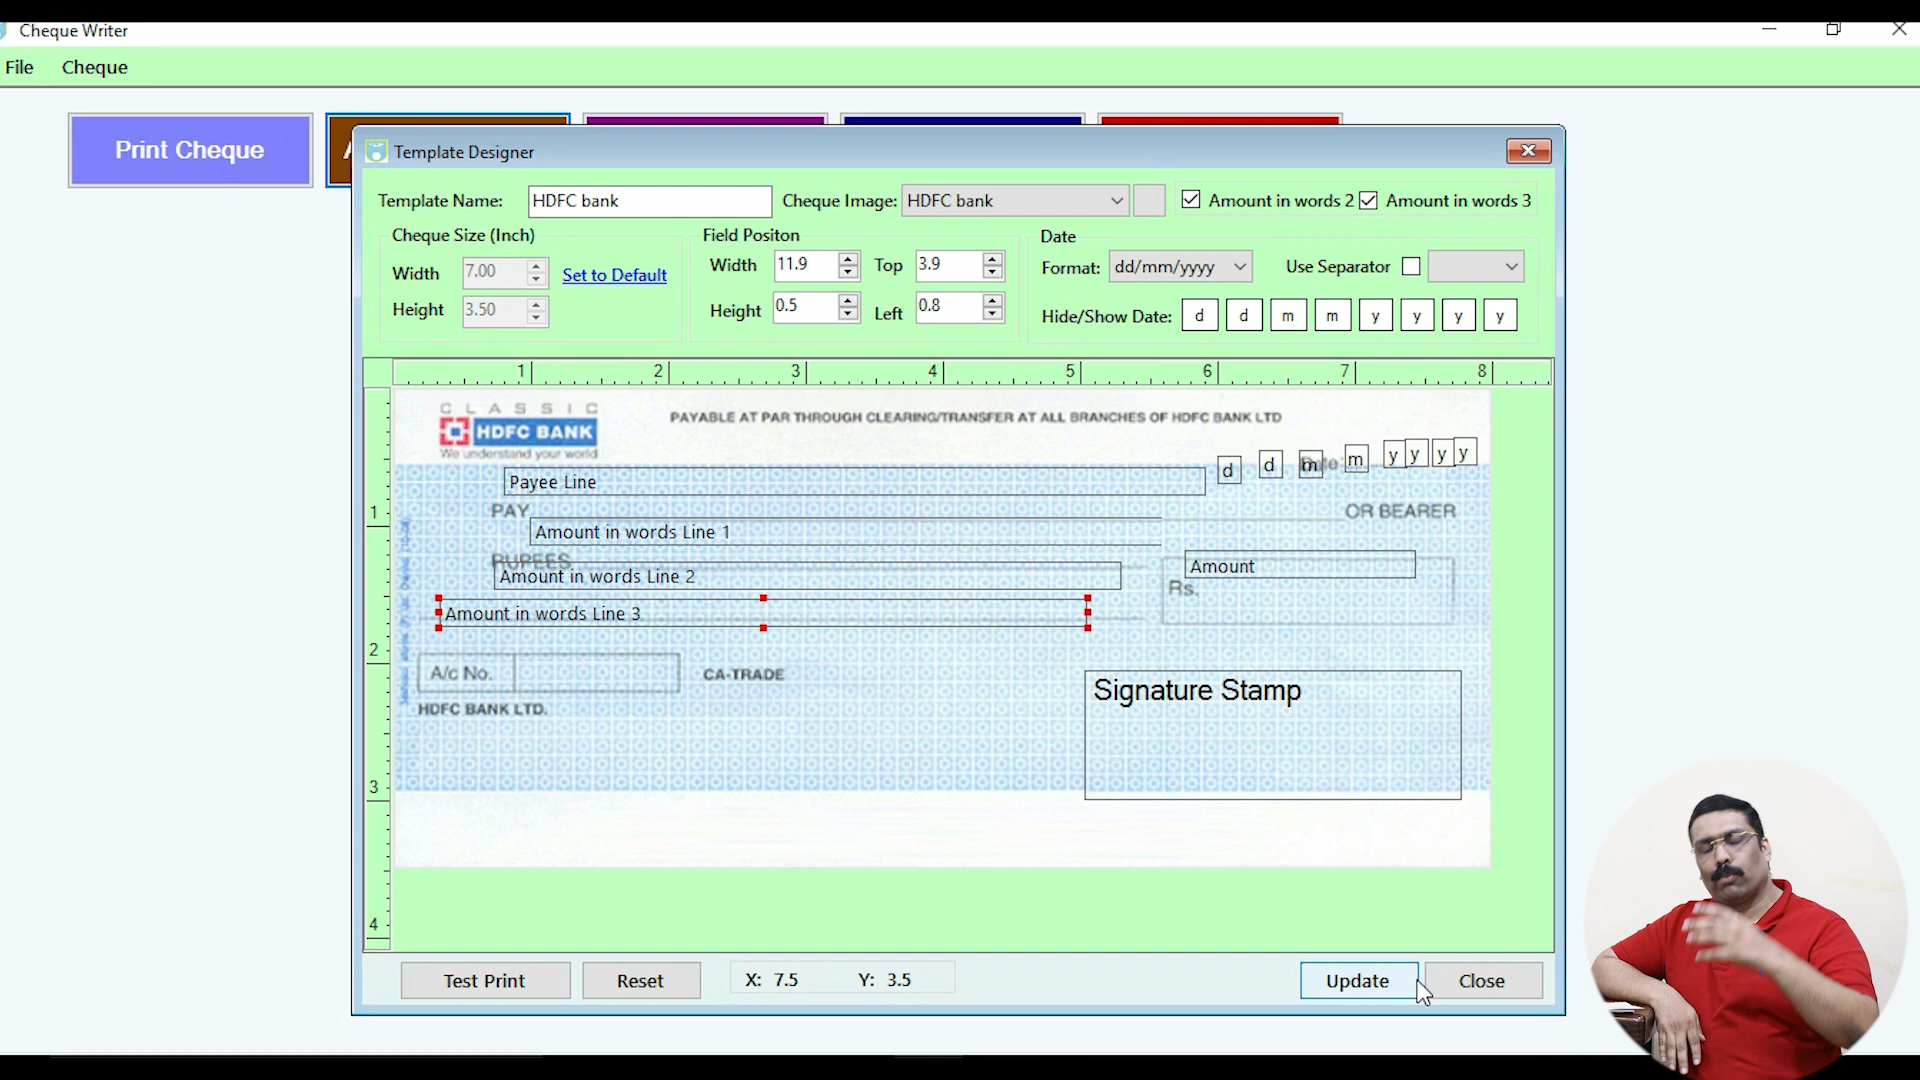 Cheque Writer
File Cheque
Print Cheque
A
Template Designer
Template Name: HDFC bank Cheque Image: HDFC bank Amount in words 2 Amount in words 3
Cheque Size (Inch) Field Positon Date
Width 7.00 Set to Default Width 11.9 Top 3.9 Format: dd/mm/yyyy Use Separator
Height 3.50 Height 0.5 Left 0.8 Hide/Show Date: d d m m y y y y
1 2 3 4 5 6 7 8
CLASSIC
HDFC BANK
We understand your world
PAYABLE AT PAR THROUGH CLEARING/TRANSFER AT ALL BRANCHES OF HDFC BANK LTD
d d m m y y y y
Date:
Payee Line
1
PAY OR BEARER
Amount in words Line 1
RUPEES
Amount in words Line 2
Amount
Rs.
Amount in words Line 3
2
A/c No. CA-TRADE
HDFC BANK LTD.
Signature Stamp
3
4
Test Print Reset X: 7.5 Y: 3.5 Update Close